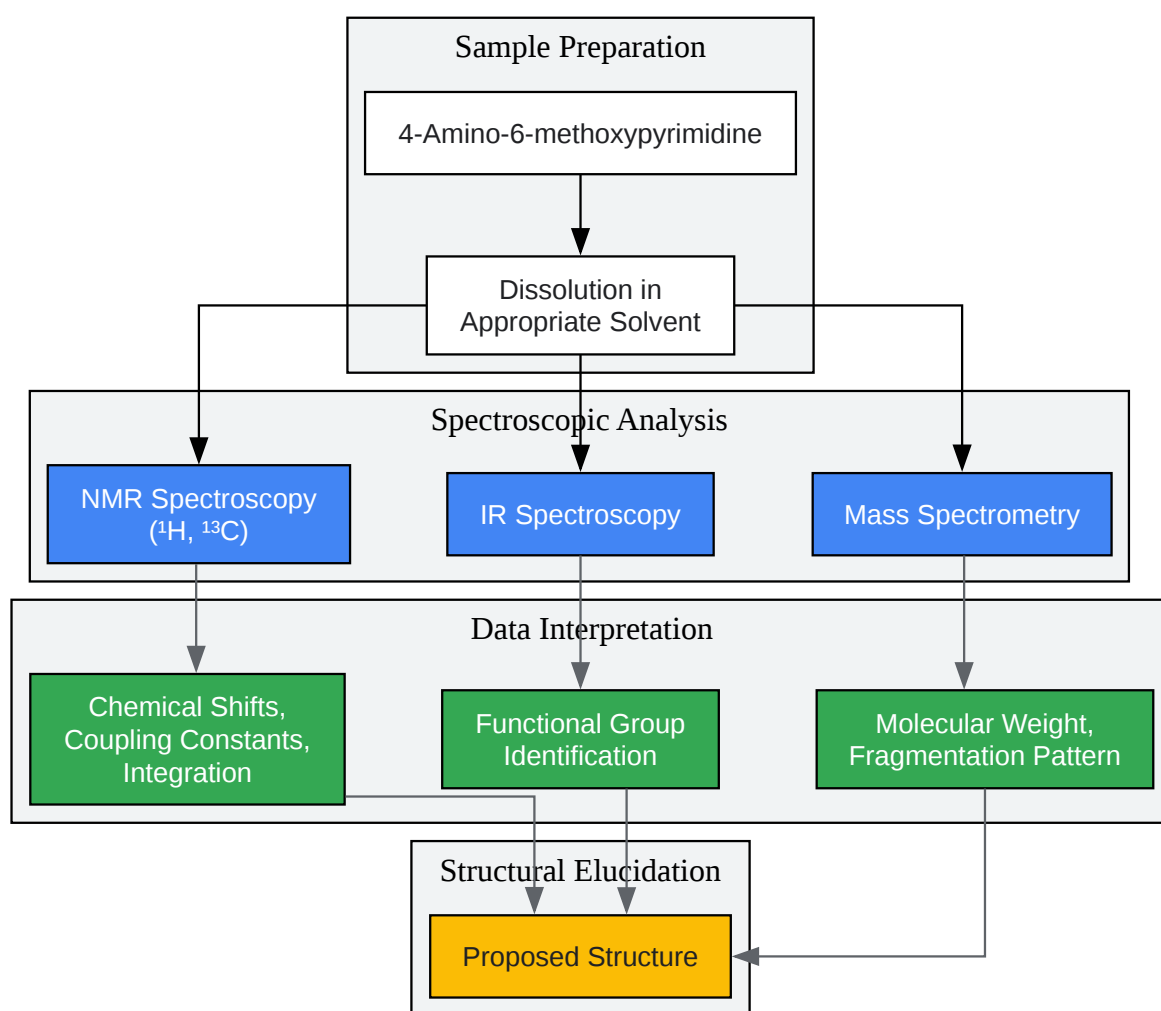 Sample Preparation
4-Amino-6-methoxypyrimidine
Dissolution in
Appropriate Solvent
Spectroscopic Analysis
NMR Spectroscopy
(¹H, ¹³C)
IR Spectroscopy
Mass Spectrometry
Data Interpretation
Chemical Shifts,
Coupling Constants,
Integration
Functional Group
Identification
Molecular Weight,
Fragmentation Pattern
Structural Elucidation
Proposed Structure